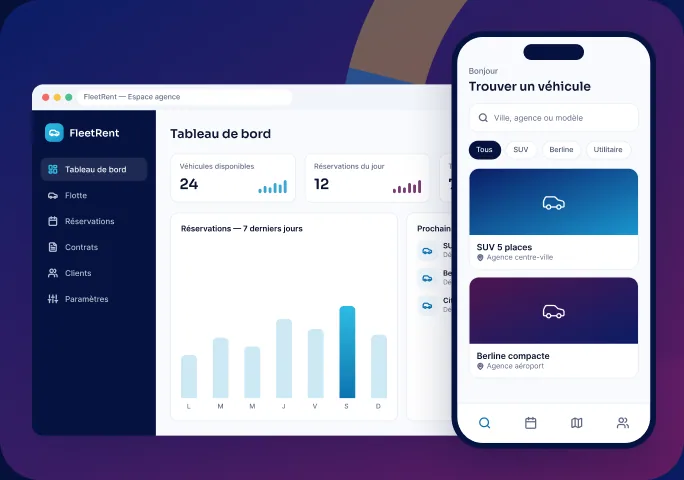 FleetRent — Espace agence
FleetRent
Tableau de bord
Flotte
Réservations
Contrats
Clients
Paramètres
Tableau de bord
Véhicules disponibles
24
Réservations du jour
12
Réservations — 7 derniers jours
L M M J V S D
Bonjour
Trouver un véhicule
Ville, agence ou modèle
Tous
SUV
Berline
Utilitaire
SUV 5 places
Agence centre-ville
Berline compacte
Agence aéroport